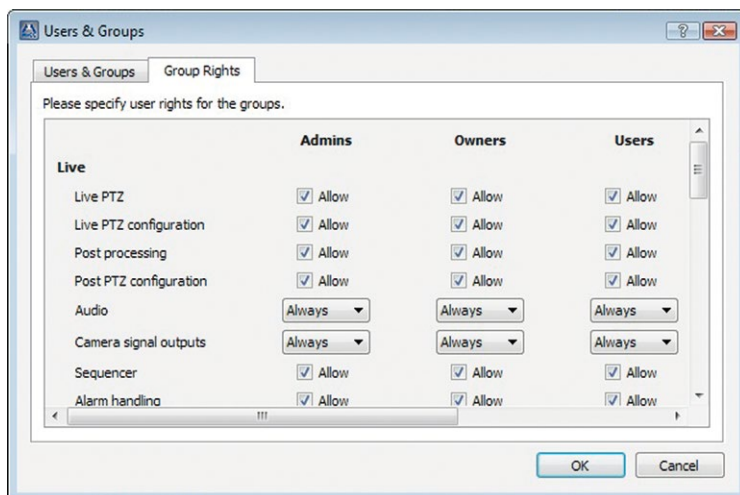 Users & Groups
Users & Groups Group Rights
Please specify user rights for the groups.
Admins Owners Users
Live
Live PTZ Allow Allow Allow
Live PTZ configuration Allow Allow Allow
Post processing Allow Allow Allow
Post PTZ configuration Allow Allow Allow
Audio Always Always Always
Camera signal outputs Always Always Always
Sequencer Allow Allow Allow
Alarm handling Allow Allow Allow
OK Cancel